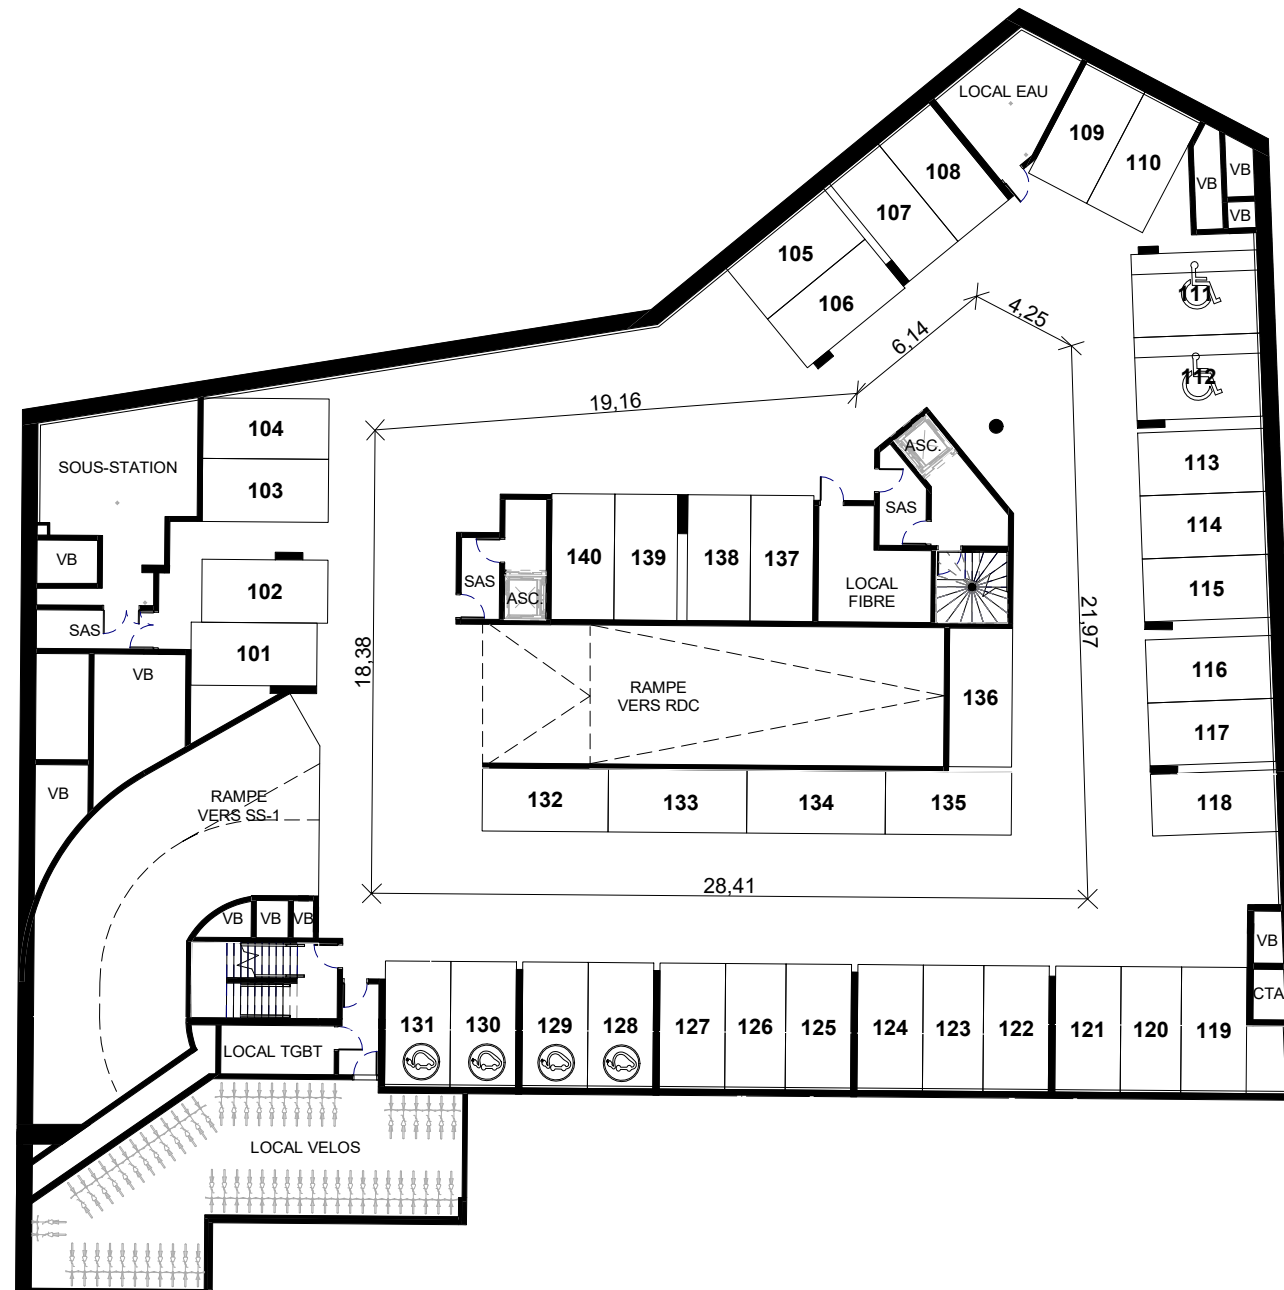 LOCAL EAU
109
110
VB
VB
VB
108
107
105
106
111
112
4,25
6,14
19,16
104
103
SOUS-STATION
VB
102
SAS
101
VB
VB
ASC.
SAS
113
114
115
116
117
118
140
139
138
137
SAS
ASC.
LOCAL
FIBRE
21,97
18,38
RAMPE
VERS RDC
136
132
133
134
135
RAMPE
VERS SS-1
28,41
VB
VB
VB
VB
CTA
131
130
129
128
127
126
125
124
123
122
121
120
119
LOCAL TGBT
LOCAL VELOS